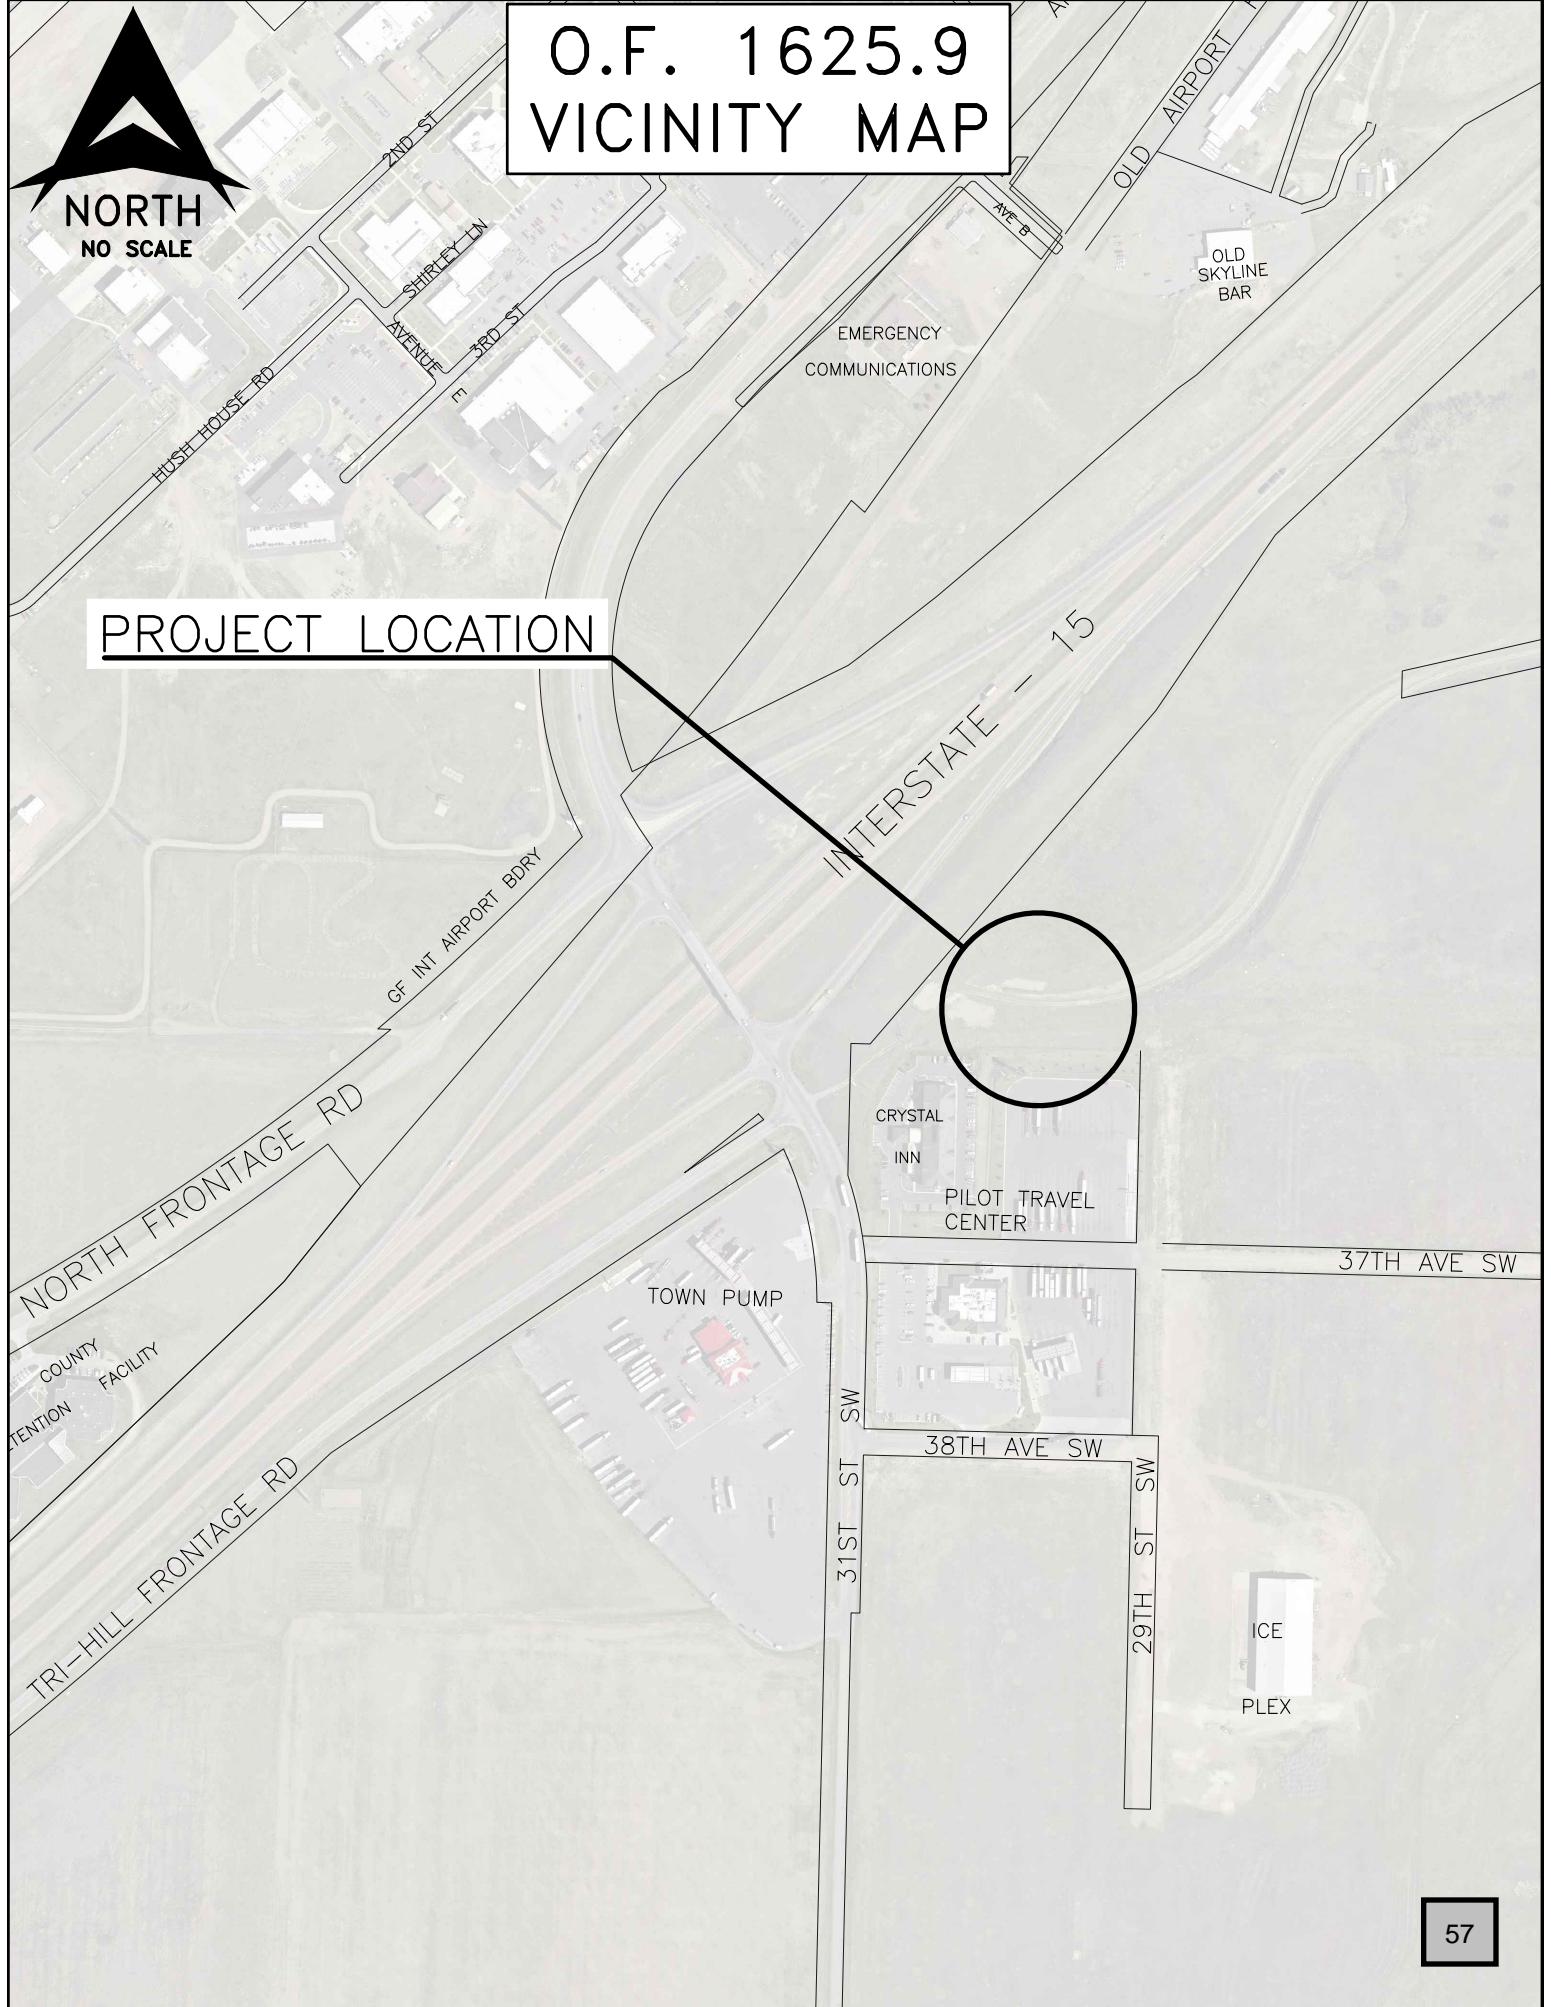 O.F. 1625.9
VICINITY MAP
NORTH
NO SCALE
2ND ST
SHIRLEY LN
AVENUE E
3RD ST
HUSH HOUSE RD
OLD AIRPORT
AVE B
OLD
SKYLINE
BAR
EMERGENCY
COMMUNICATIONS
PROJECT LOCATION
INTERSTATE - 15
GF INT AIRPORT BDRY
NORTH FRONTAGE RD
CRYSTAL
INN
PILOT TRAVEL
CENTER
37TH AVE SW
TOWN PUMP
COUNTY
FACILITY
ETENTION
TRI-HILL FRONTAGE RD
31ST ST SW
38TH AVE SW
29TH ST SW
ICE
PLEX
57